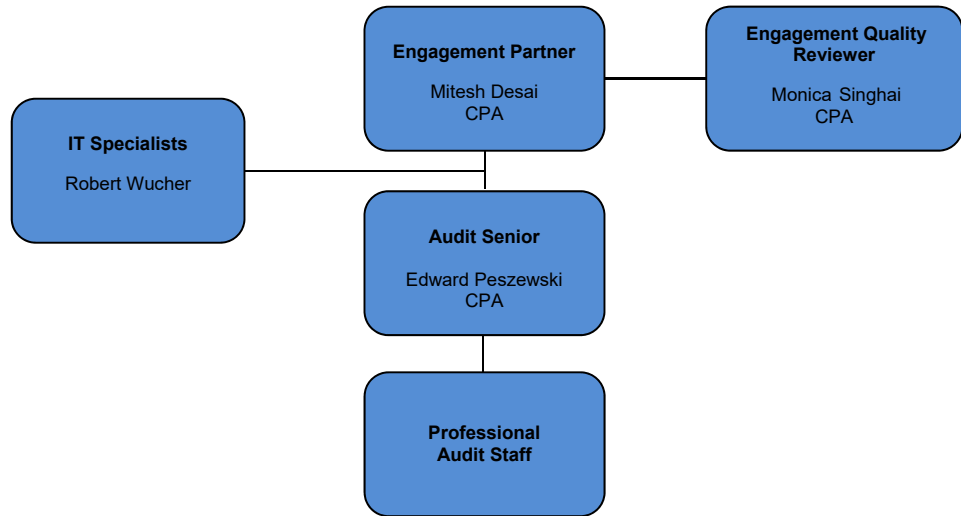 Engagement Partner
Mitesh Desai
CPA
Engagement Quality
Reviewer
Monica Singhai
CPA
IT Specialists
Robert Wucher
Audit Senior
Edward Peszewski
CPA
Professional
Audit Staff